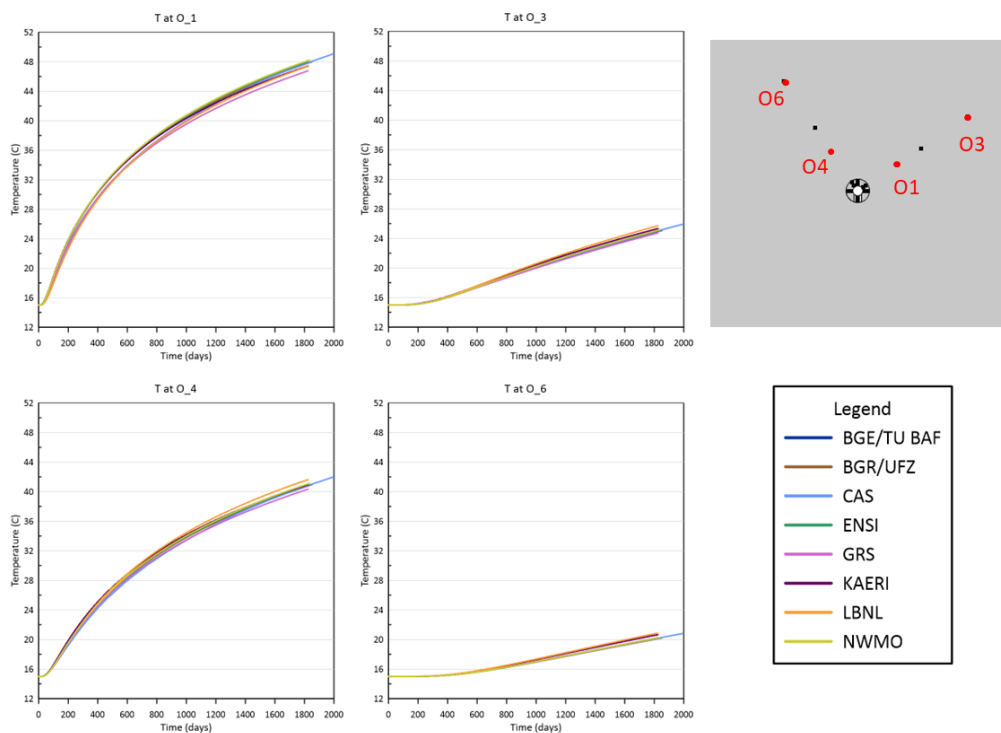 T at O_1
52
48
44
40
36
32
28
24
20
16
12
Temperature (C)
0 200 400 600 800 1000 1200 1400 1600 1800 2000
Time (days)
T at O_3
52
48
44
40
36
32
28
24
20
16
12
Temperature (C)
0 200 400 600 800 1000 1200 1400 1600 1800 2000
Time (days)
O6
O3
O4
O1
T at O_4
52
48
44
40
36
32
28
24
20
16
12
Temperature (C)
0 200 400 600 800 1000 1200 1400 1600 1800 2000
Time (days)
T at O_6
52
48
44
40
36
32
28
24
20
16
12
Temperature (C)
0 200 400 600 800 1000 1200 1400 1600 1800 2000
Time (days)
Legend
BGE/TU BAF
BGR/UFZ
CAS
ENSI
GRS
KAERI
LBNL
NWMO